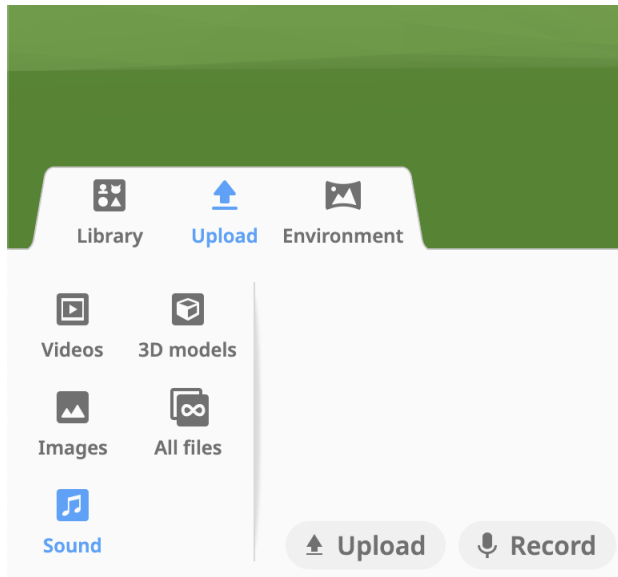 Library Upload Environment
Videos 3D models
Images All files
Sound
Upload Record